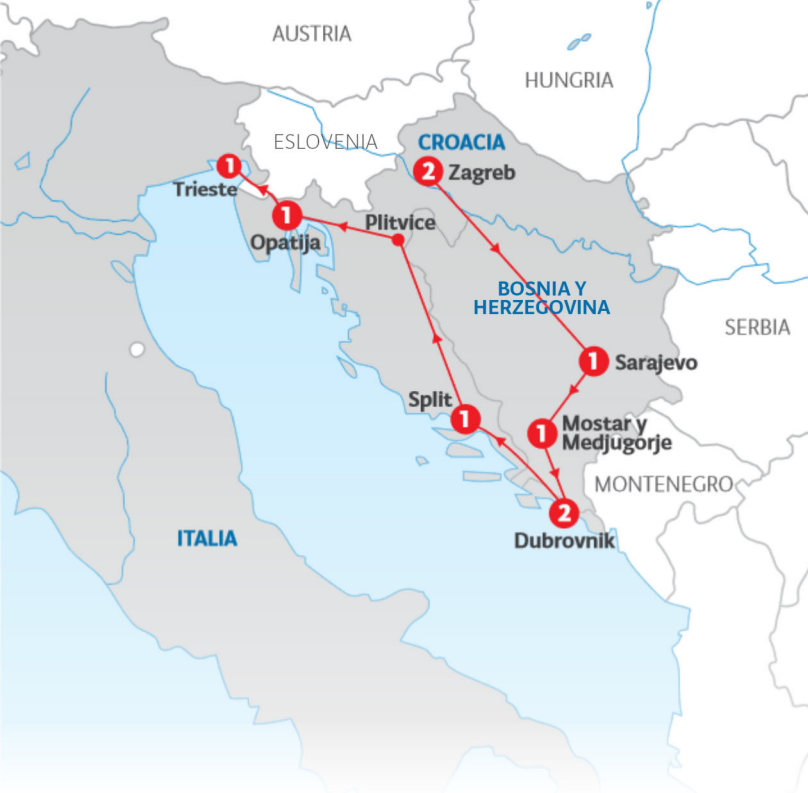 AUSTRIA
HUNGRIA
ESLOVENIA
CROACIA
1
2
Zagreb
Trieste
1
Plitvice
Opatija
BOSNIA Y
HERZEGOVINA
SERBIA
1
Sarajevo
Split
1
1
Mostar y
Medjugorje
MONTENEGRO
2
ITALIA
Dubrovnik